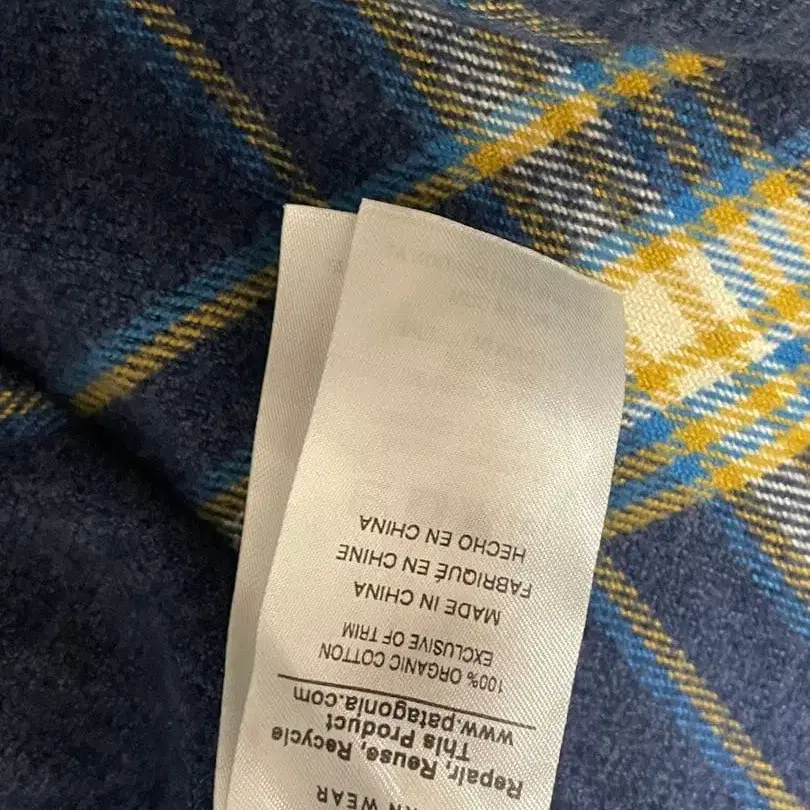 WEAR
Repair, Reuse, Recycle
This Product
www.patagonia.com
100% ORGANIC COTTON
EXCLUSIVE OF TRIM
MADE IN CHINA
FABRIQUÉ EN CHINE
HECHO EN CHINA